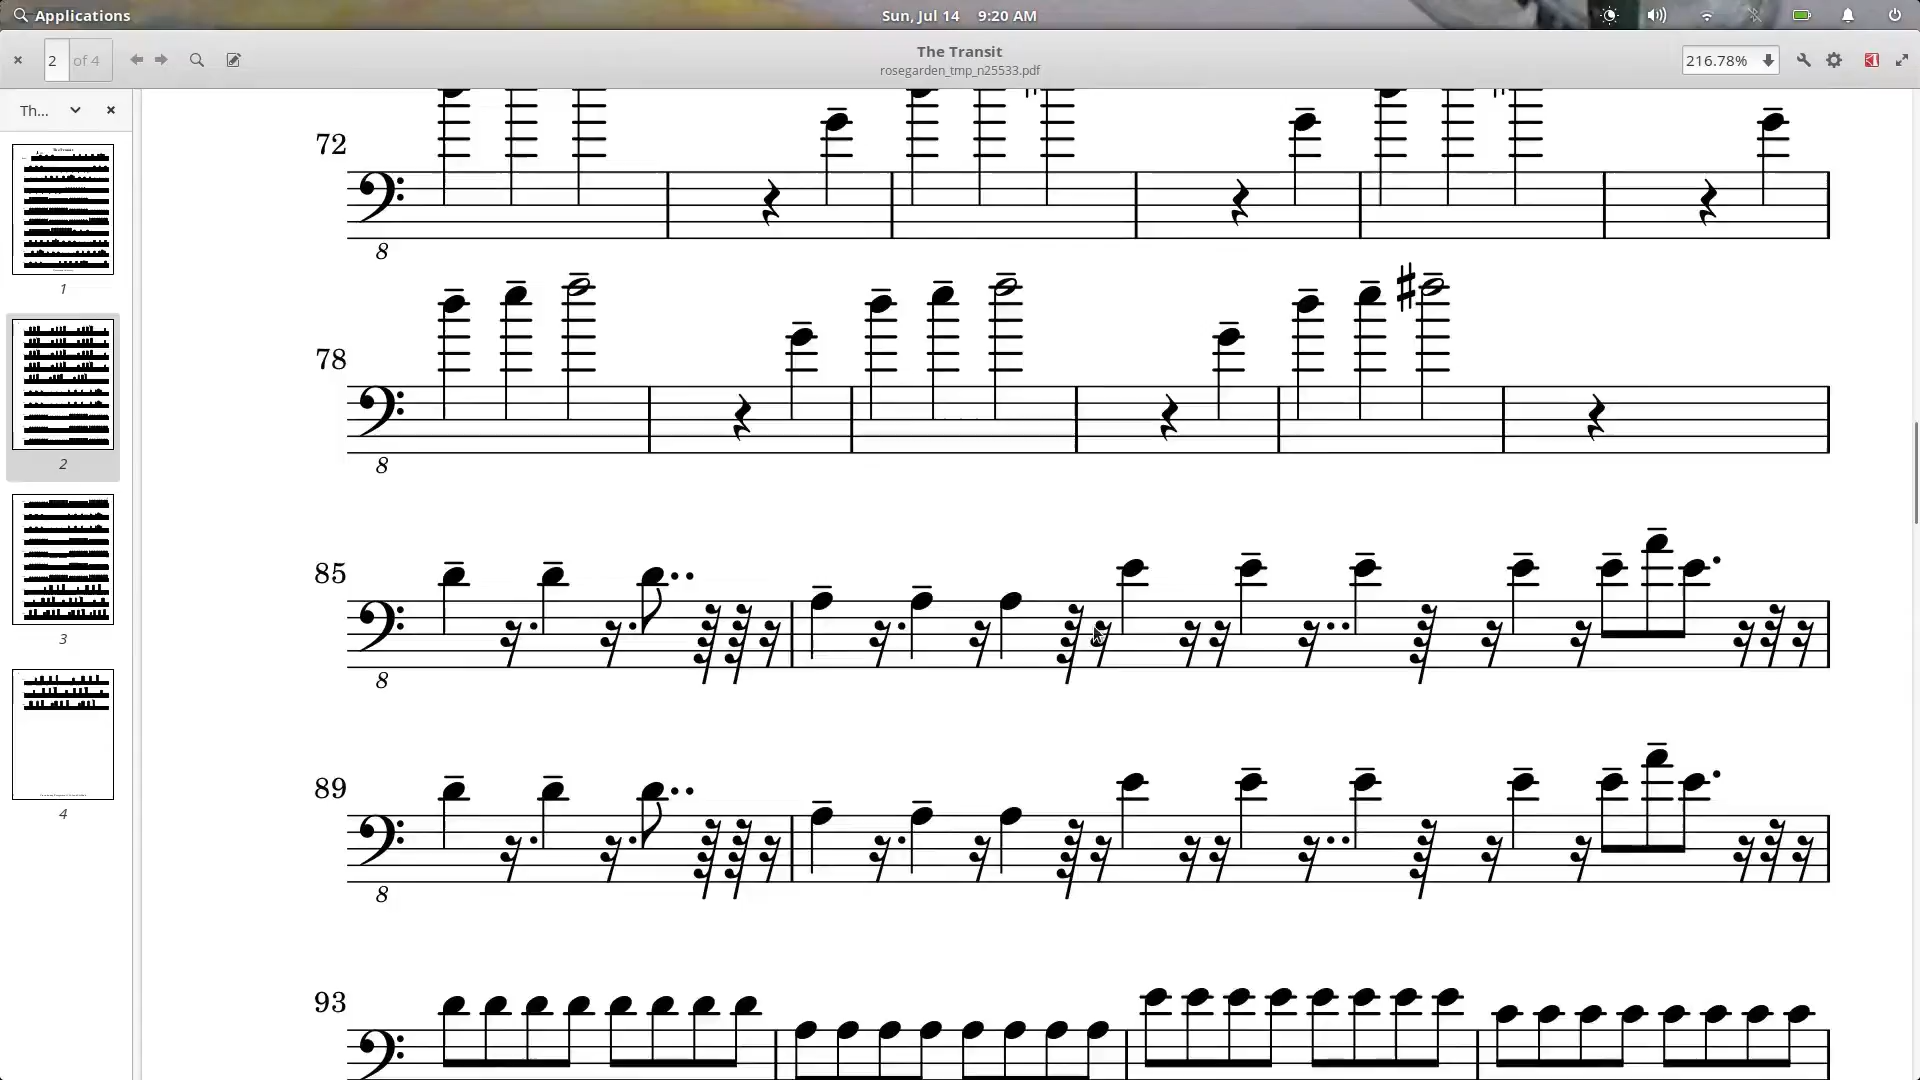 Applications
Sun, Jul 14 9:20 AM
2 of 4
The Transit
rosegarden_tmp_n25533.pdf
216.78%
Th...
1
2
3
4
72
8
78
8
85
8
89
8
93